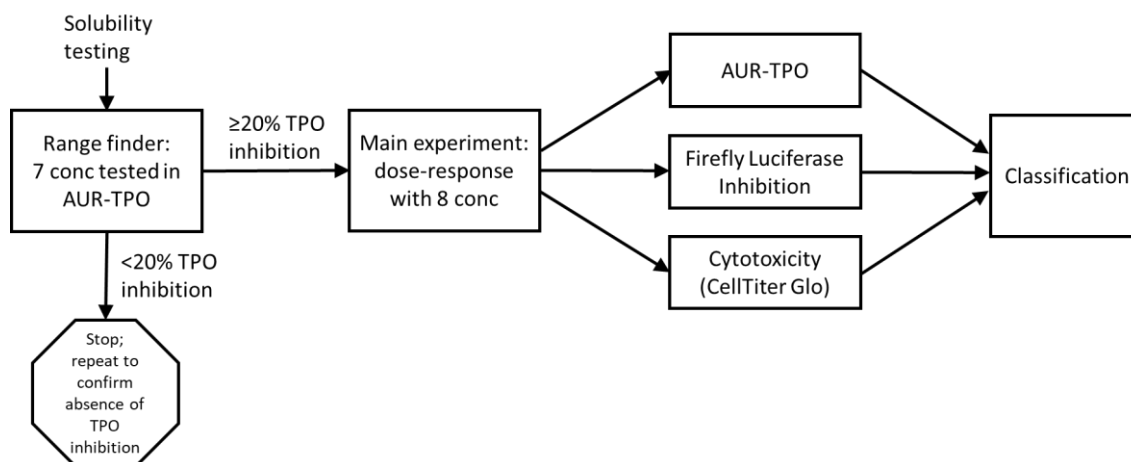 Solubility
testing
Range finder:
7 conc tested in
AUR-TPO
≥20% TPO
inhibition
<20% TPO
inhibition
Stop;
repeat to
confirm
absence of
TPO
inhibition
Main experiment:
dose-response
with 8 conc
AUR-TPO
Firefly Luciferase
Inhibition
Cytotoxicity
(CellTiter Glo)
Classification